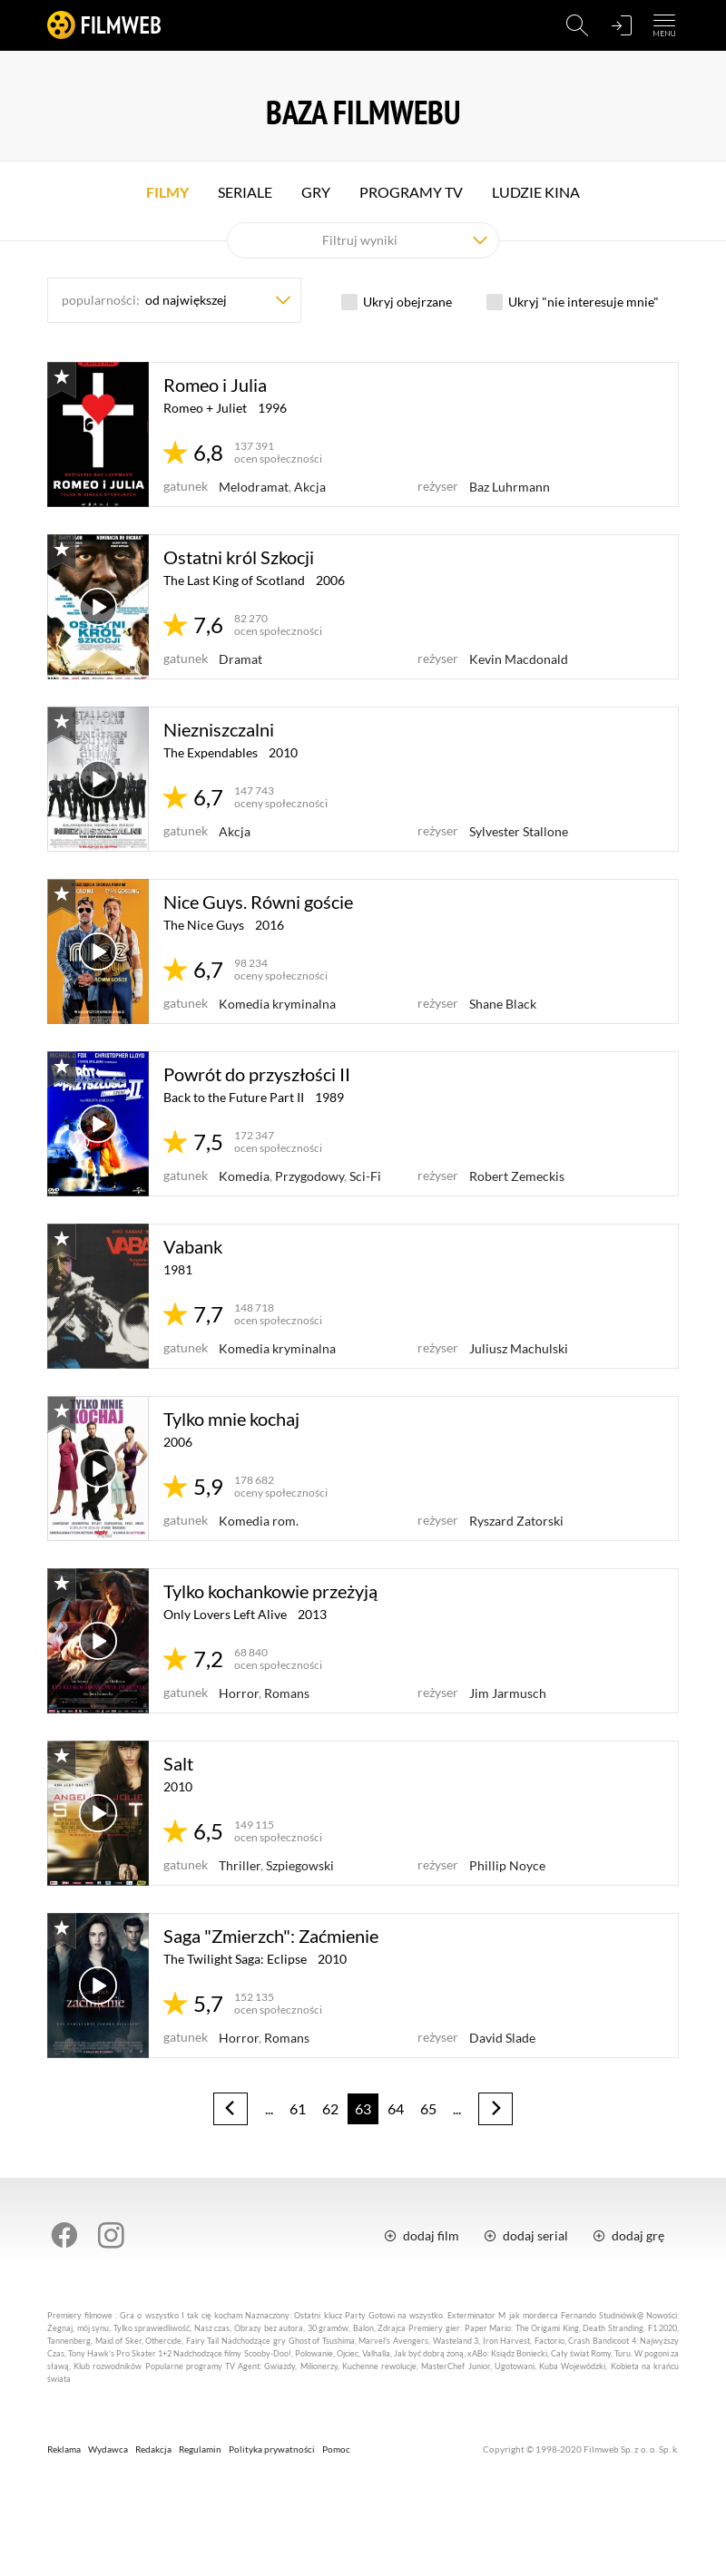 FILMWEB
MENU
BAZA FILMWEBU
FILMY SERIALE GRY PROGRAMY TV LUDZIE KINA
Filtruj wyniki
popularności: od największej Ukryj obejrzane Ukryj "nie interesuje mnie"
ROMEO i JULIA
Romeo i Julia
Romeo + Juliet 1996
6,8 137 391
ocen społeczności
gatunek Melodramat, Akcja reżyser Baz Luhrmann
OSTATNI
KRÓL
SZKOCJI
Ostatni król Szkocji
The Last King of Scotland 2006
7,6 82 270
ocen społeczności
gatunek Dramat reżyser Kevin Macdonald
NIEZNISZCZALNI
Niezniszczalni
The Expendables 2010
6,7 147 743
oceny społeczności
gatunek Akcja reżyser Sylvester Stallone
Nice Guys. Równi goście
The Nice Guys 2016
6,7 98 234
oceny społeczności
gatunek Komedia kryminalna reżyser Shane Black
FOX CHRISTOPHER LLOYD
Powrót do przyszłości II
Back to the Future Part II 1989
7,5 172 347
ocen społeczności
gatunek Komedia, Przygodowy, Sci-Fi reżyser Robert Zemeckis
VABA
Vabank
1981
7,7 148 718
ocen społeczności
gatunek Komedia kryminalna reżyser Juliusz Machulski
TYLKO MNIE
KOCHAJ
Tylko mnie kochaj
2006
5,9 178 682
oceny społeczności
gatunek Komedia rom. reżyser Ryszard Zatorski
Tylko kochankowie przeżyją
Only Lovers Left Alive 2013
7,2 68 840
ocen społeczności
gatunek Horror, Romans reżyser Jim Jarmusch
ANGELINA JOLIE
SALT
Salt
2010
6,5 149 115
ocen społeczności
gatunek Thriller, Szpiegowski reżyser Phillip Noyce
zaćmienie
Saga "Zmierzch": Zaćmienie
The Twilight Saga: Eclipse 2010
5,7 152 135
ocen społeczności
gatunek Horror, Romans reżyser David Slade
... 61 62 63 64 65 ...
dodaj film dodaj serial dodaj grę
Premiery filmowe : Gra o wszystko I tak cię kocham Naznaczony: Ostatni klucz Party Gotowi na wszystko. Exterminator M jak morderca Fernando Studniówk@ Nowości:
Żegnaj, mój synu, Tylko sprawiedliwość, Nasz czas, Obrazy bez autora, 30 gramów, Balon, Zdrajca Premiery gier: Paper Mario: The Origami King, Death Stranding, F1 2020,
Tannenberg, Maid of Sker, Othercide, Fairy Tail Nadchodzące gry Ghost of Tsushima, Marvel's Avengers, Wasteland 3, Iron Harvest, Factorio, Crash Bandicoot 4: Najwyższy
Czas, Tony Hawk's Pro Skater 1+2 Nadchodzące filmy Scooby-Doo!, Polowanie, Ojciec, Valhalla, Jak być dobrą żoną, xABo: Ksiądz Boniecki, Cały świat Romy, Turu. W pogoni za
sławą, Klub rozwodników Popularne programy TV Agent: Gwiazdy, Milionerzy, Kuchenne rewolucje, MasterChef Junior, Ugotowani, Kuba Wojewódzki, Kobieta na krańcu
świata
Reklama Wydawca Redakcja Regulamin Polityka prywatności Pomoc Copyright © 1998-2020 Filmweb Sp. z o. o. Sp. k.